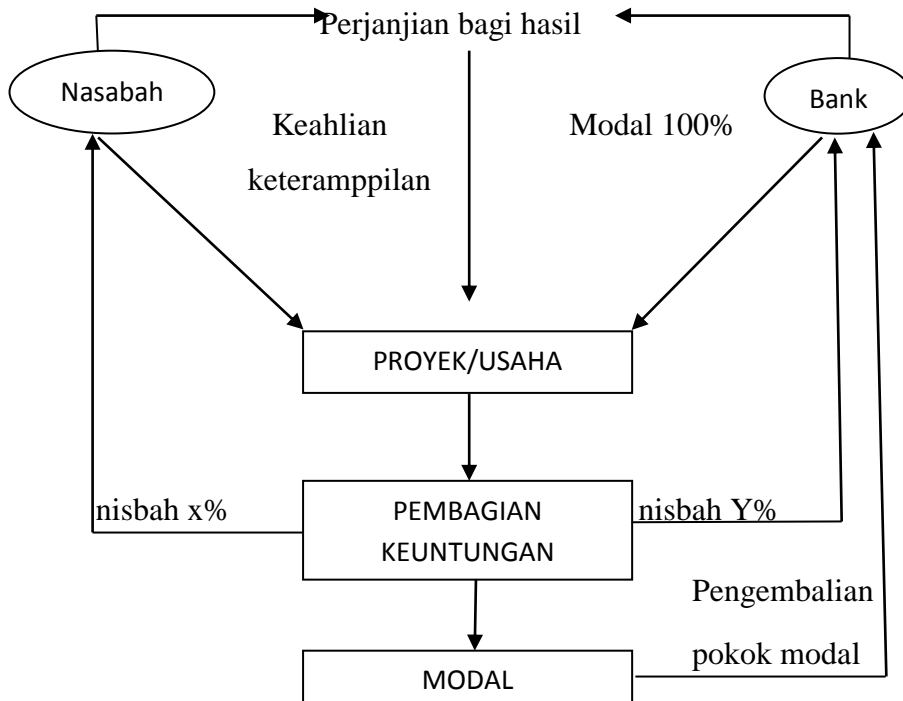 Perjanjian bagi hasil
Nasabah
Bank
Keahlian
keteramppilan
Modal 100%
PROYEK/USAHA
nisbah x%
PEMBAGIAN
KEUNTUNGAN
nisbah Y%
Pengembalian
pokok modal
MODAL